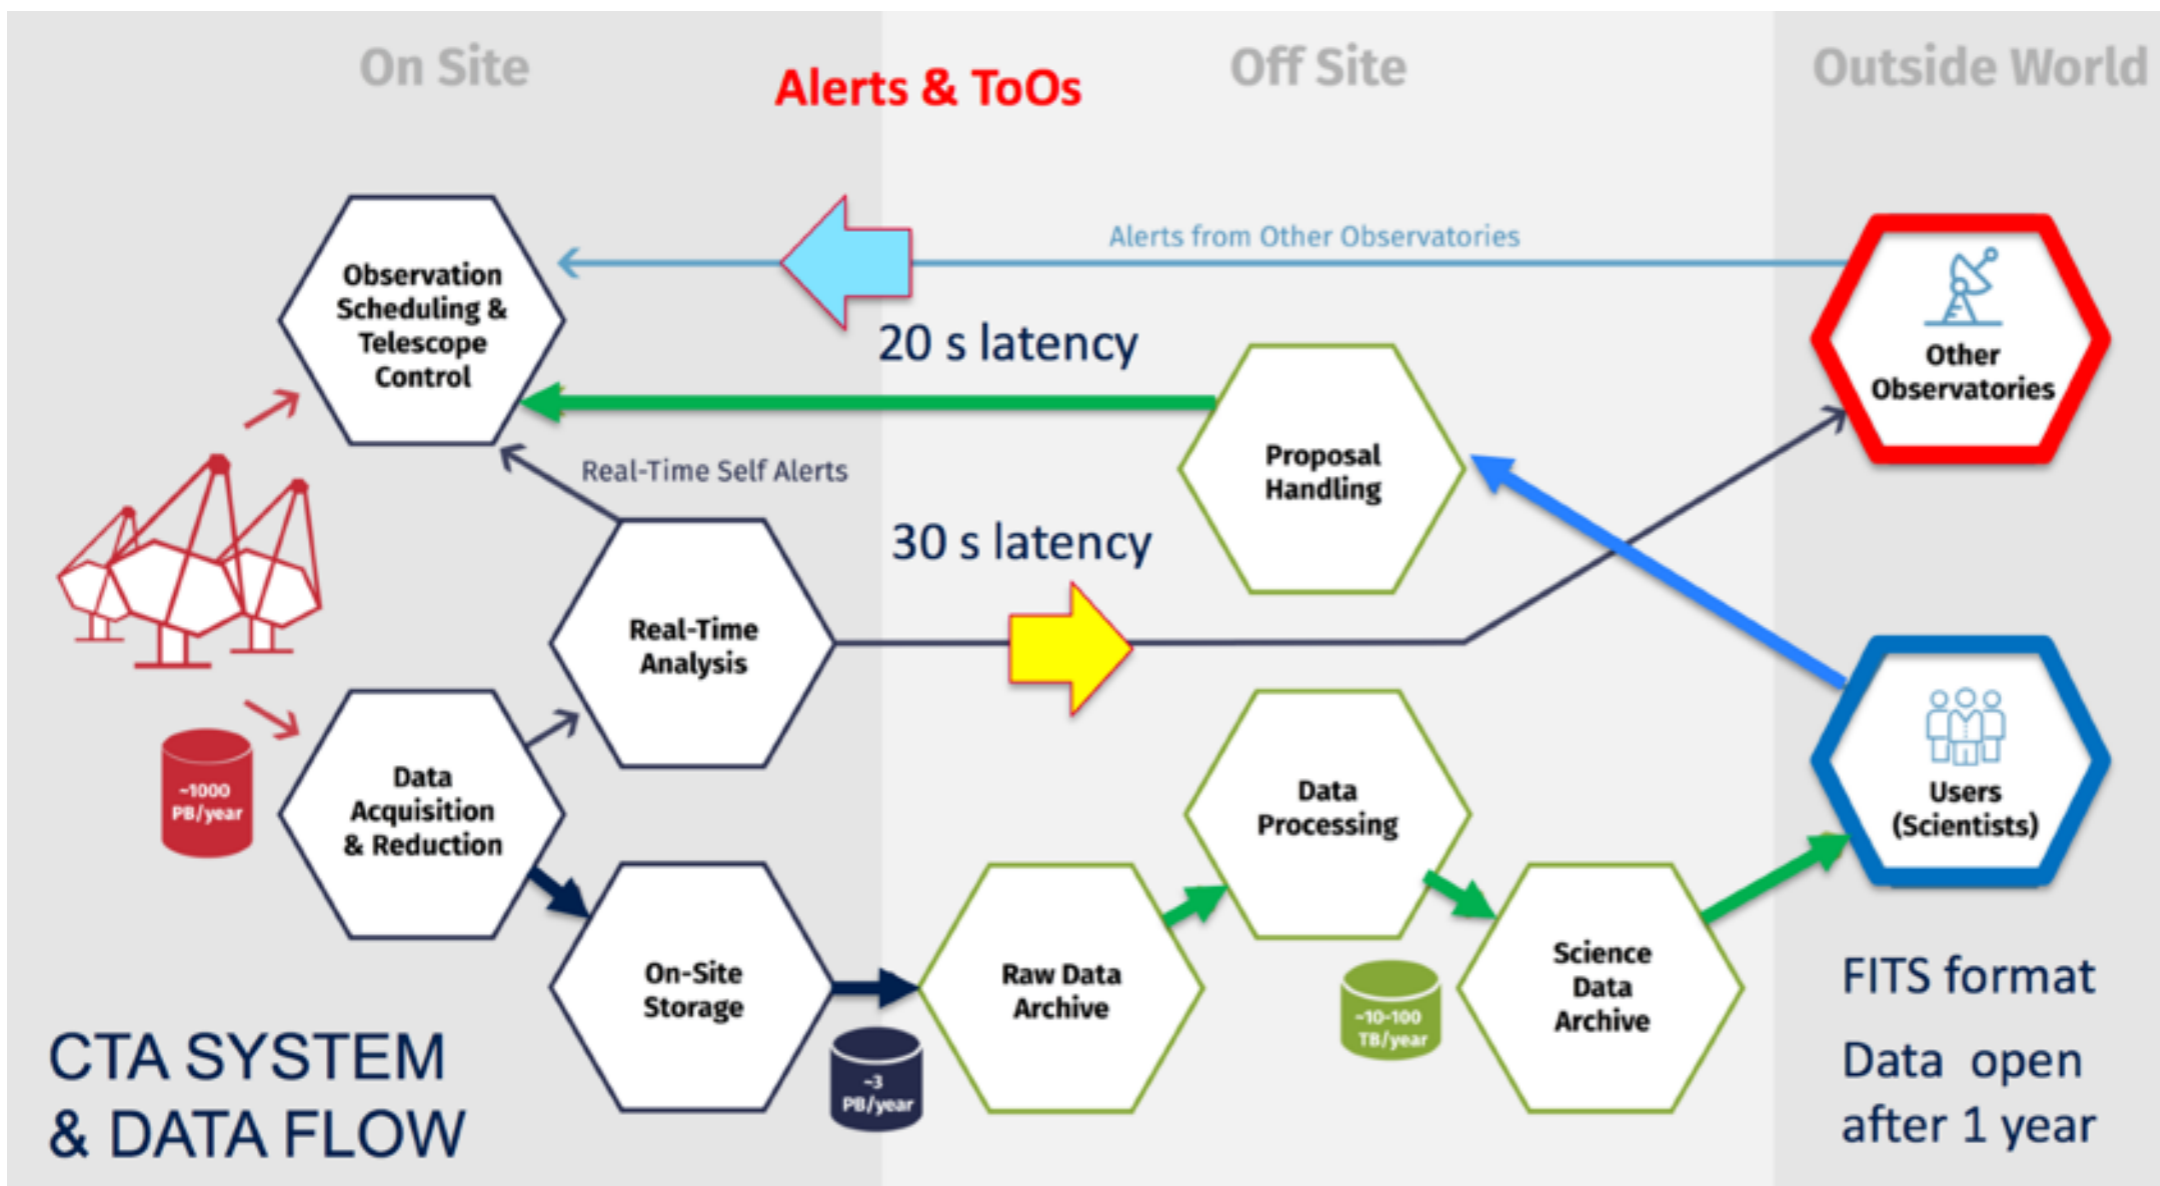 On Site
Alerts & ToOs
Off Site
Outside World
Alerts from Other Observatories
Observation
Scheduling &
Telescope
Control
20 s latency
Other
Observatories
Real-Time Self Alerts
Proposal
Handling
30 s latency
Real-Time
Analysis
~1000
PB/year
Data
Acquisition
& Reduction
Data
Processing
Users
(Scientists)
On-Site
Storage
Raw Data
Archive
Science
Data
Archive
~3
PB/year
~10-100
TB/year
CTA SYSTEM
& DATA FLOW
FITS format
Data open
after 1 year